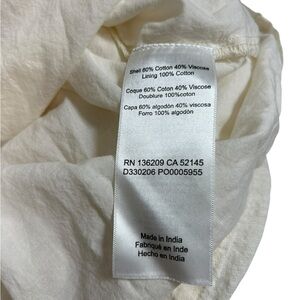 Shell 60% Cotton 40% Viscose
Lining 100% Cotton
Coque 60% Coton 40% Viscose
Doublure 100%coton
Capa 60% algodón 40% viscosa
Forro 100% algodón
RN 136209 CA 52145
D330206 PO0005955
Made in India
Fabriqué en Inde
Hecho en India